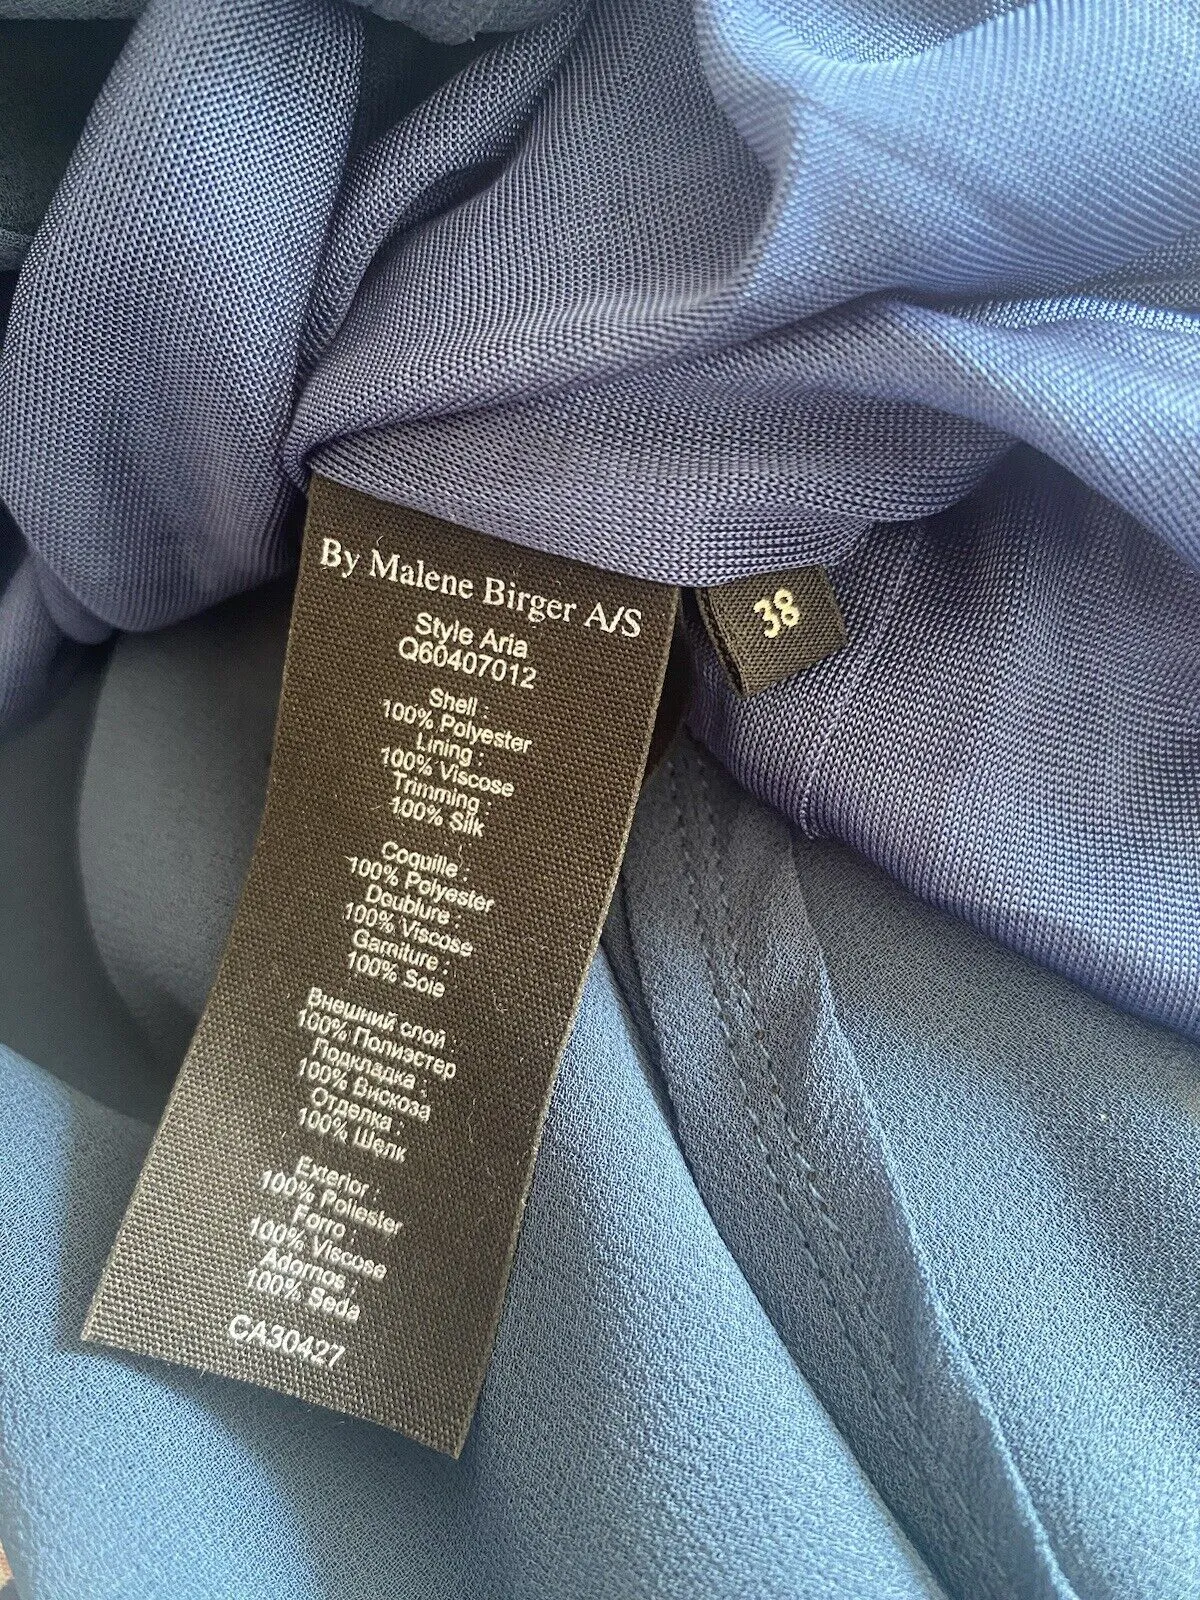 By Malene Birger A/S
Style Aria
Q60407012
Shell :
100% Polyester
Lining :
100% Viscose
Trimming :
100% Silk
Coquille :
100% Polyester
Doublure :
100% Viscose
Garniture :
100% Soie
Внешний слой :
100% Полиэстер
Подкладка :
100% Вискоза
Отделка :
100% Шелк
Exterior :
100% Poliester
Forro :
100% Viscose
Adornos :
100% Seda
CA30427
38